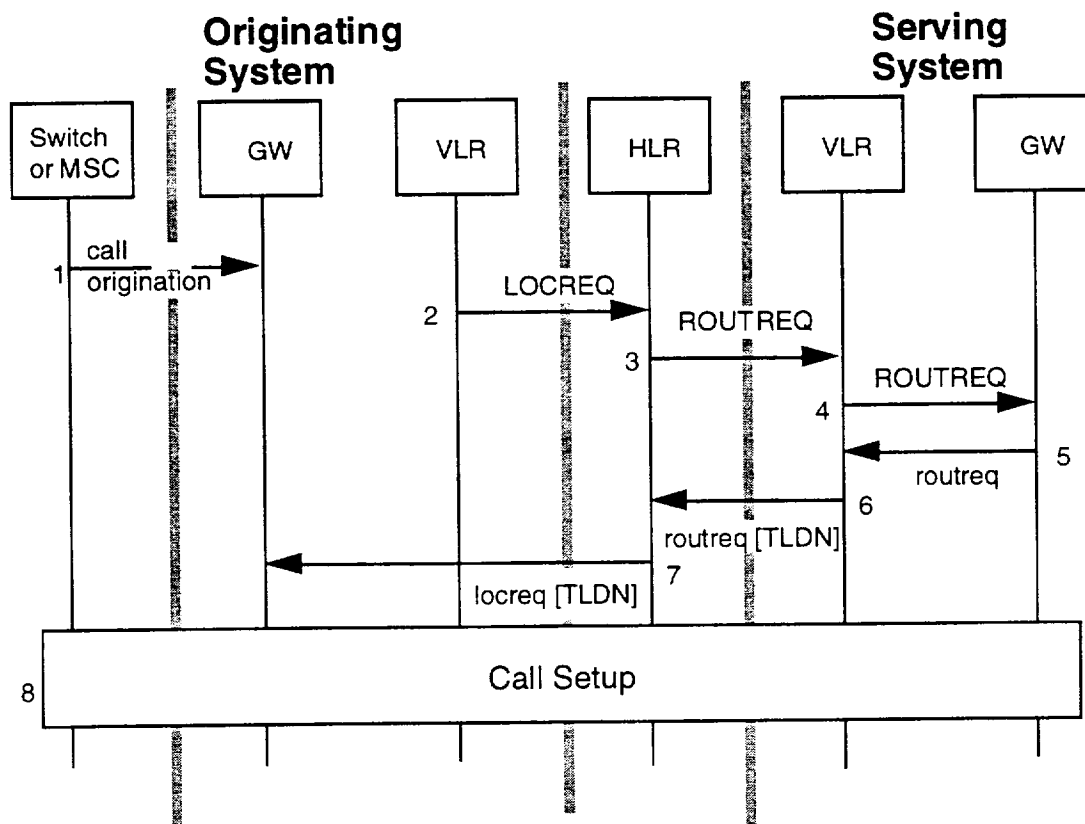 Originating
System
Serving
System
Switch
or MSC
GW
VLR
HLR
VLR
GW
1
call
origination
2
LOCREQ
3
ROUTREQ
4
ROUTREQ
5
routreq
6
routreq [TLDN]
7
locreq [TLDN]
8
Call Setup